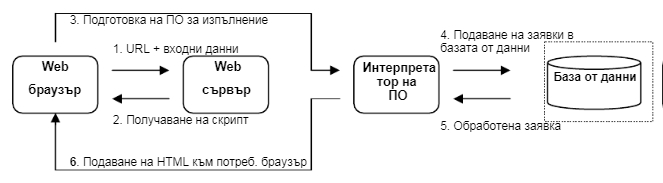 3. Подготовка на ПО за изпълнение
4. Подаване на заявки в
базата от данни
1. URL + входни данни
Web
браузър
Web
сървър
Интерпрета
тор на
ПО
База от данни
2. Получаване на скрипт
5. Обработена заявка
6. Подаване на HTML към потреб. браузър